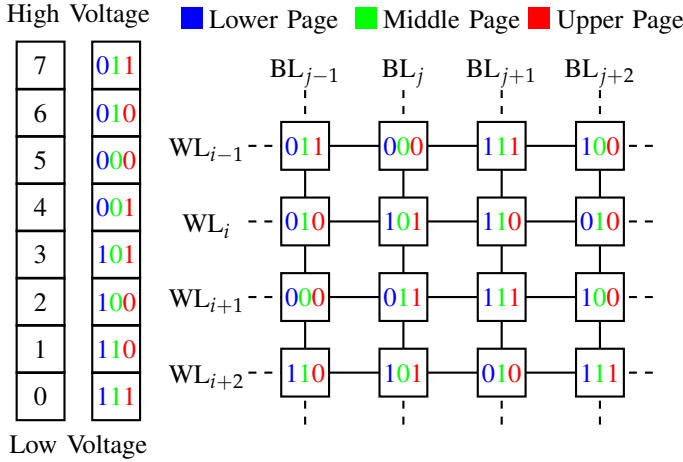 High Voltage
7 011
6 010
5 000
4 001
3 101
2 100
1 110
0 111
Low Voltage
Lower Page Middle Page Upper Page
BL_{j−1} BL_j BL_{j+1} BL_{j+2}
WL_{i−1} 011 000 111 100
WL_i 010 101 110 010
WL_{i+1} 000 011 111 100
WL_{i+2} 110 101 010 111